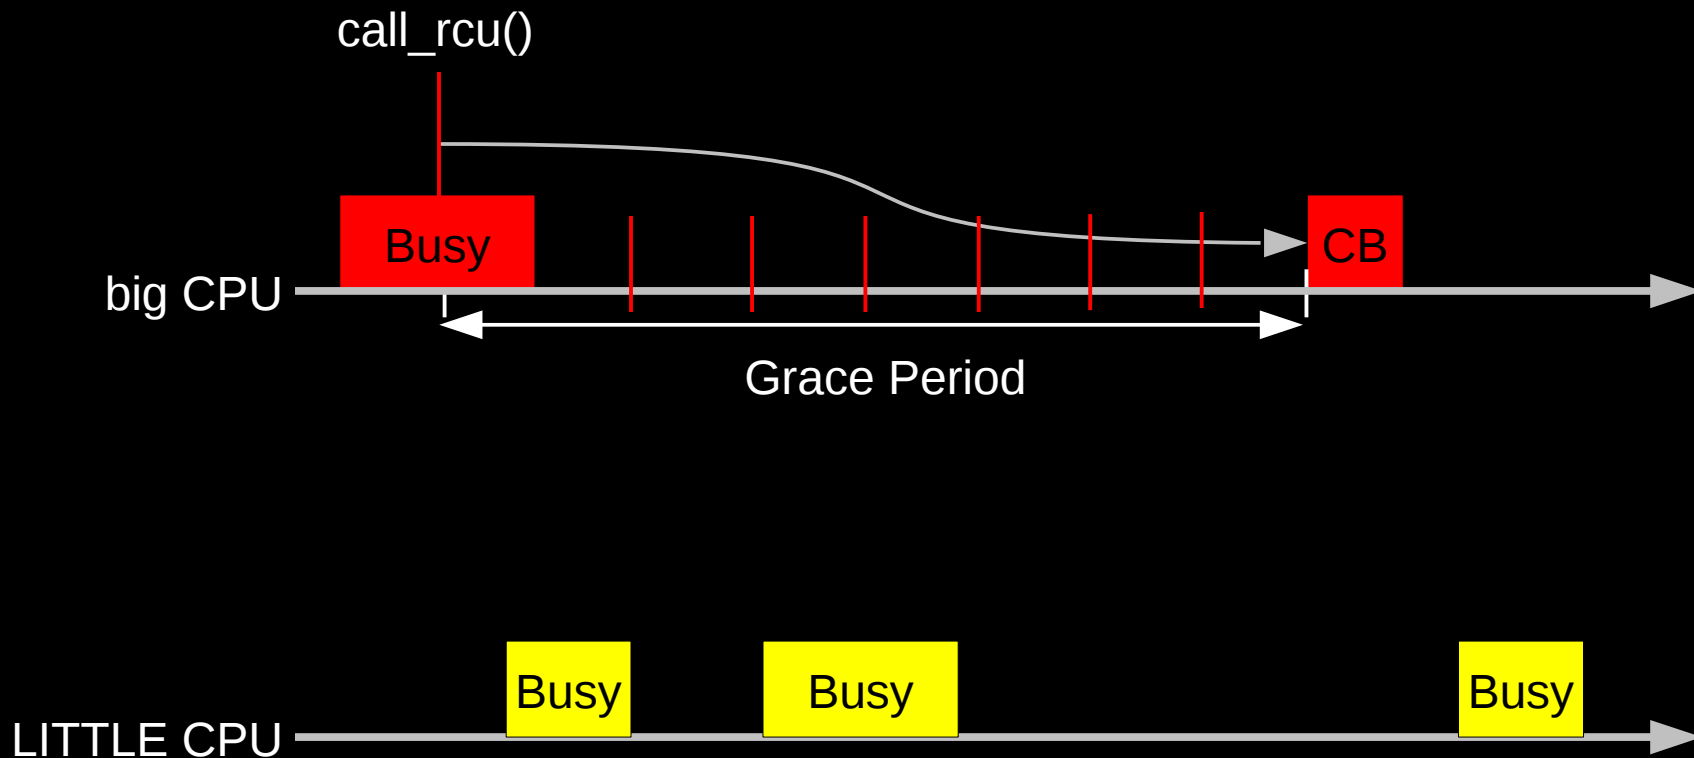 call_rcu()
Busy
CB
big CPU
Grace Period
Busy
Busy
Busy
LITTLE CPU